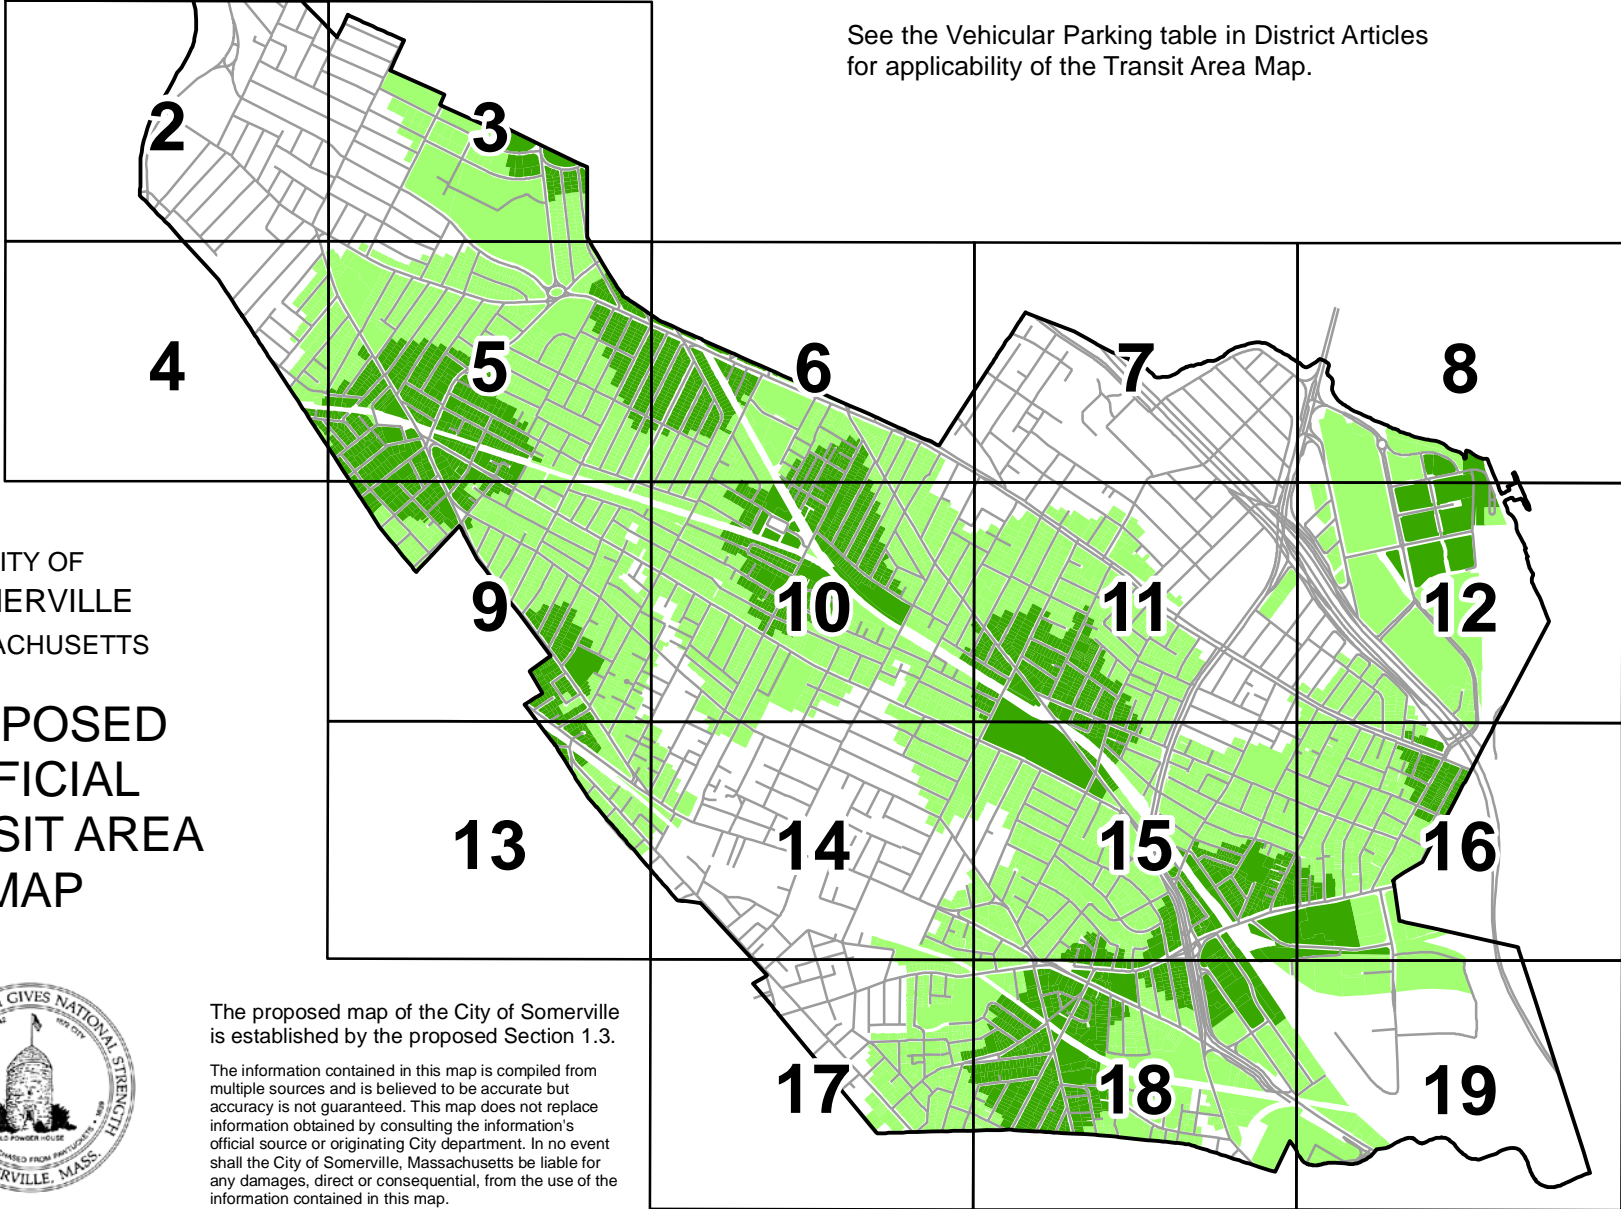 See the Vehicular Parking table in District Articles
for applicability of the Transit Area Map.
2
3
4
5
6
7
8
9
10
11
12
13
14
15
16
17
18
19
ITY OF
ERVILLE
ACHUSETTS
POSED
FICIAL
SIT AREA
MAP
GIVES NATIONAL STRENGTH
1872 CITY
OLD POWDER HOUSE
RVILLE, MASS.
The proposed map of the City of Somerville
is established by the proposed Section 1.3.
The information contained in this map is compiled from
multiple sources and is believed to be accurate but
accuracy is not guaranteed. This map does not replace
information obtained by consulting the information's
official source or originating City department. In no event
shall the City of Somerville, Massachusetts be liable for
any damages, direct or consequential, from the use of the
information contained in this map.